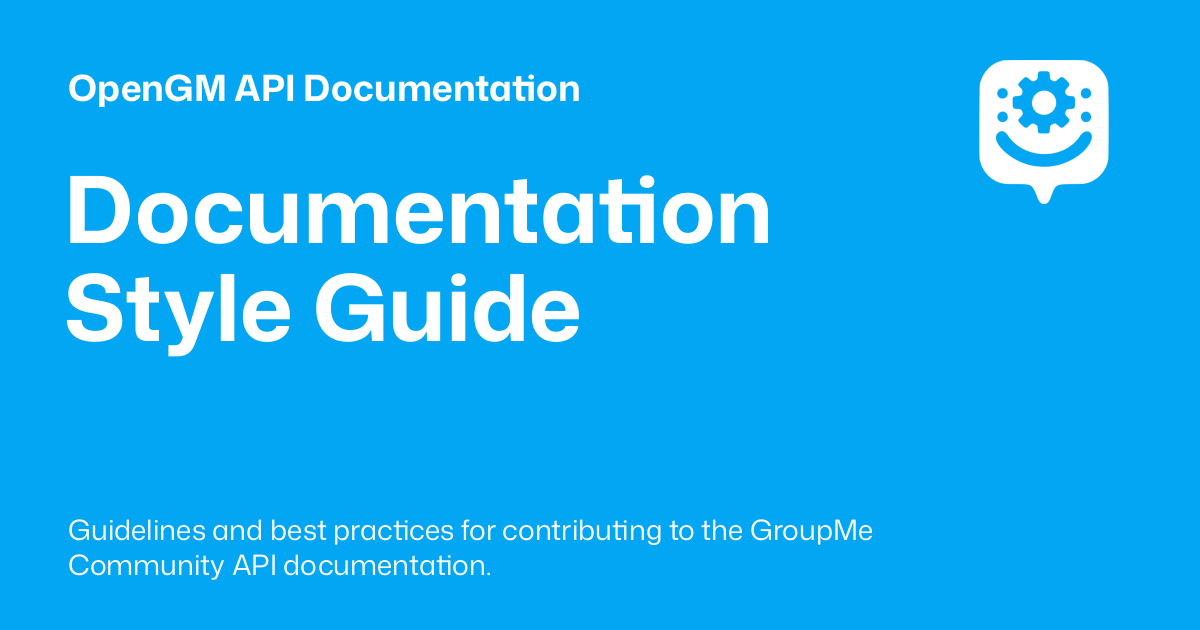 OpenGM API Documentation
Documentation
Style Guide
Guidelines and best practices for contributing to the GroupMe
Community API documentation.